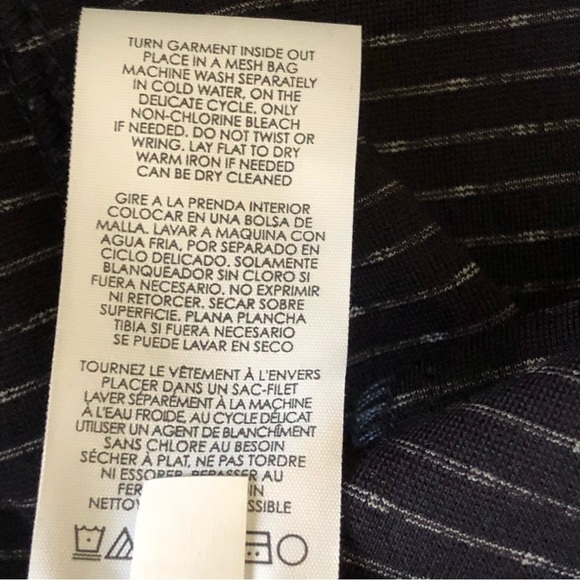 TURN GARMENT INSIDE OUT
PLACE IN A MESH BAG
MACHINE WASH SEPARATELY
IN COLD WATER, ON THE
DELICATE CYCLE, ONLY
NON-CHLORINE BLEACH
IF NEEDED. DO NOT TWIST OR
WRING. LAY FLAT TO DRY
WARM IRON IF NEEDED
CAN BE DRY CLEANED
GIRE A LA PRENDA INTERIOR
COLOCAR EN UNA BOLSA DE
MALLA. LAVAR A MAQUINA CON
AGUA FRIA, POR SEPARADO EN
CICLO DELICADO. SOLAMENTE
BLANQUEADOR SIN CLORO SI
FUERA NECESARIO. NO EXPRIMIR
NI RETORCER. SECAR SOBRE
SUPERFICIE. PLANA PLANCHA
TIBIA SI FUERA NECESARIO
SE PUEDE LAVAR EN SECO
TOURNEZ LE VÊTEMENT À L'ENVERS
PLACER DANS UN SAC-FILET
LAVER SÉPARÉMENT À LA MACHINE
À L'EAU FROIDE, AU CYCLE DÉLICAT
UTILISER UN AGENT DE BLANCHÎMENT
SANS CHLORE AU BESOIN
SÉCHER À PLAT, NE PAS TORDRE
NI ESSORER. REPASSER AU